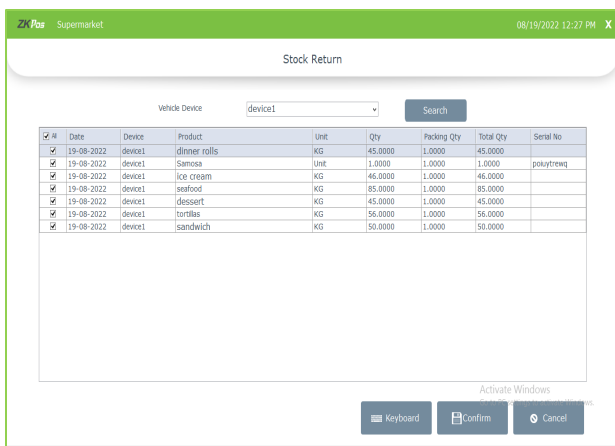 ZKPos Supermarket 08/19/2022 12:27 PM X
Stock Return
Vehicle Device device1 Search
All Date Device Product Unit Qty Packing Qty Total Qty Serial No
19-08-2022 device1 dinner rolls KG 45.0000 1.0000 45.0000
19-08-2022 device1 Samosa Unit 1.0000 1.0000 1.0000 poiuytrewq
19-08-2022 device1 ice cream KG 46.0000 1.0000 46.0000
19-08-2022 device1 seafood KG 85.0000 1.0000 85.0000
19-08-2022 device1 dessert KG 45.0000 1.0000 45.0000
19-08-2022 device1 tortillas KG 56.0000 1.0000 56.0000
19-08-2022 device1 sandwich KG 50.0000 1.0000 50.0000
Activate Windows
Keyboard Confirm Cancel